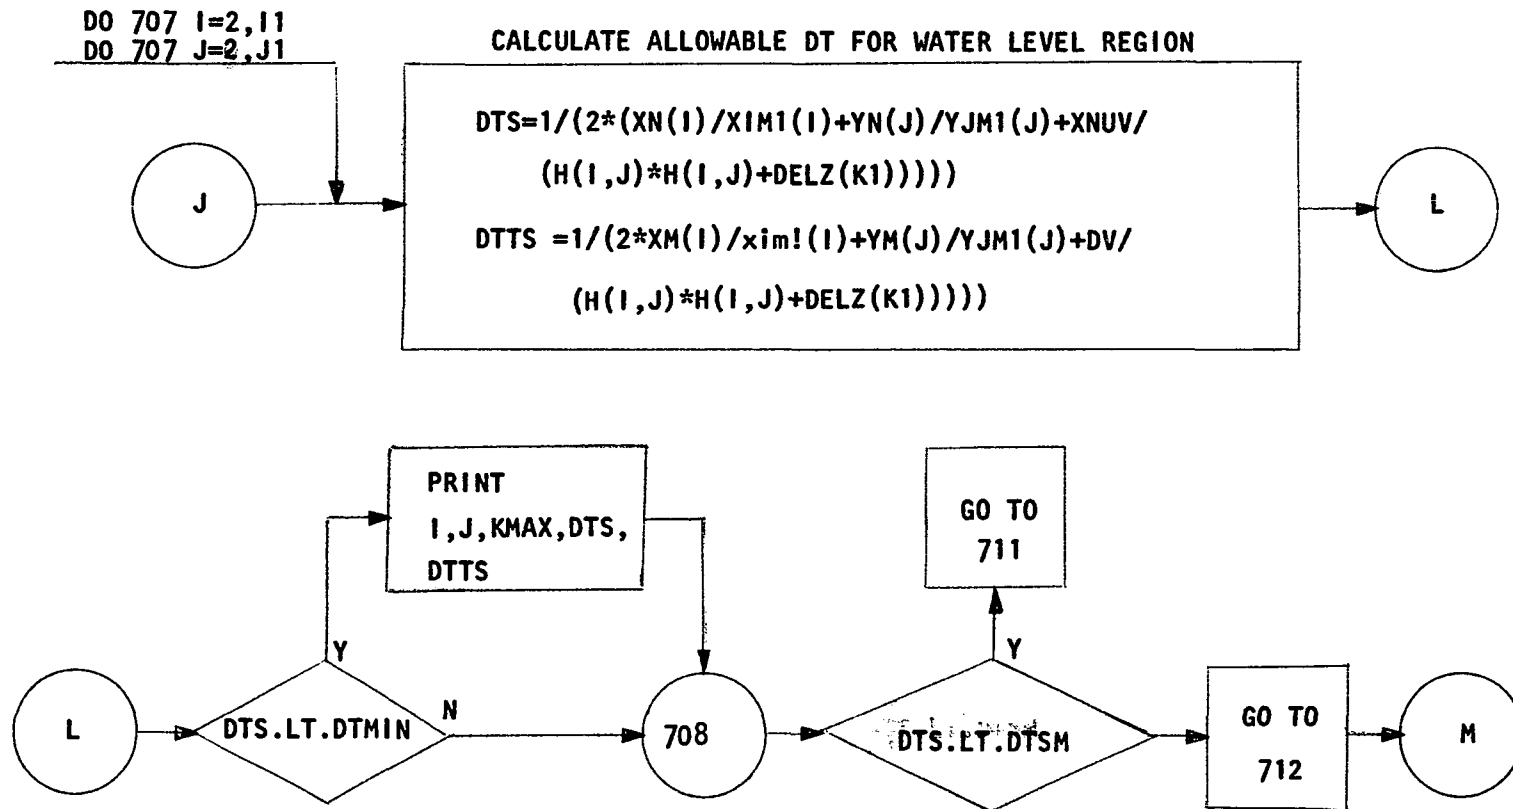 DO 707 I=2,I1
DO 707 J=2,J1
CALCULATE ALLOWABLE DT FOR WATER LEVEL REGION
DTS=1/(2*(XN(I)/XIM1(I)+YN(J)/YJM1(J)+XNUV/
(H(I,J)*H(I,J)+DELZ(K1)))))
J
L
DTTS =1/(2*XM(I)/xim!(I)+YM(J)/YJM1(J)+DV/
(H(I,J)*H(I,J)+DELZ(K1)))))
PRINT
I,J,KMAX,DTS,
DTTS
GO TO
711
Y
Y
L
DTS.LT.DTMIN
N
708
DTS.LT.DTSM
GO TO
712
M